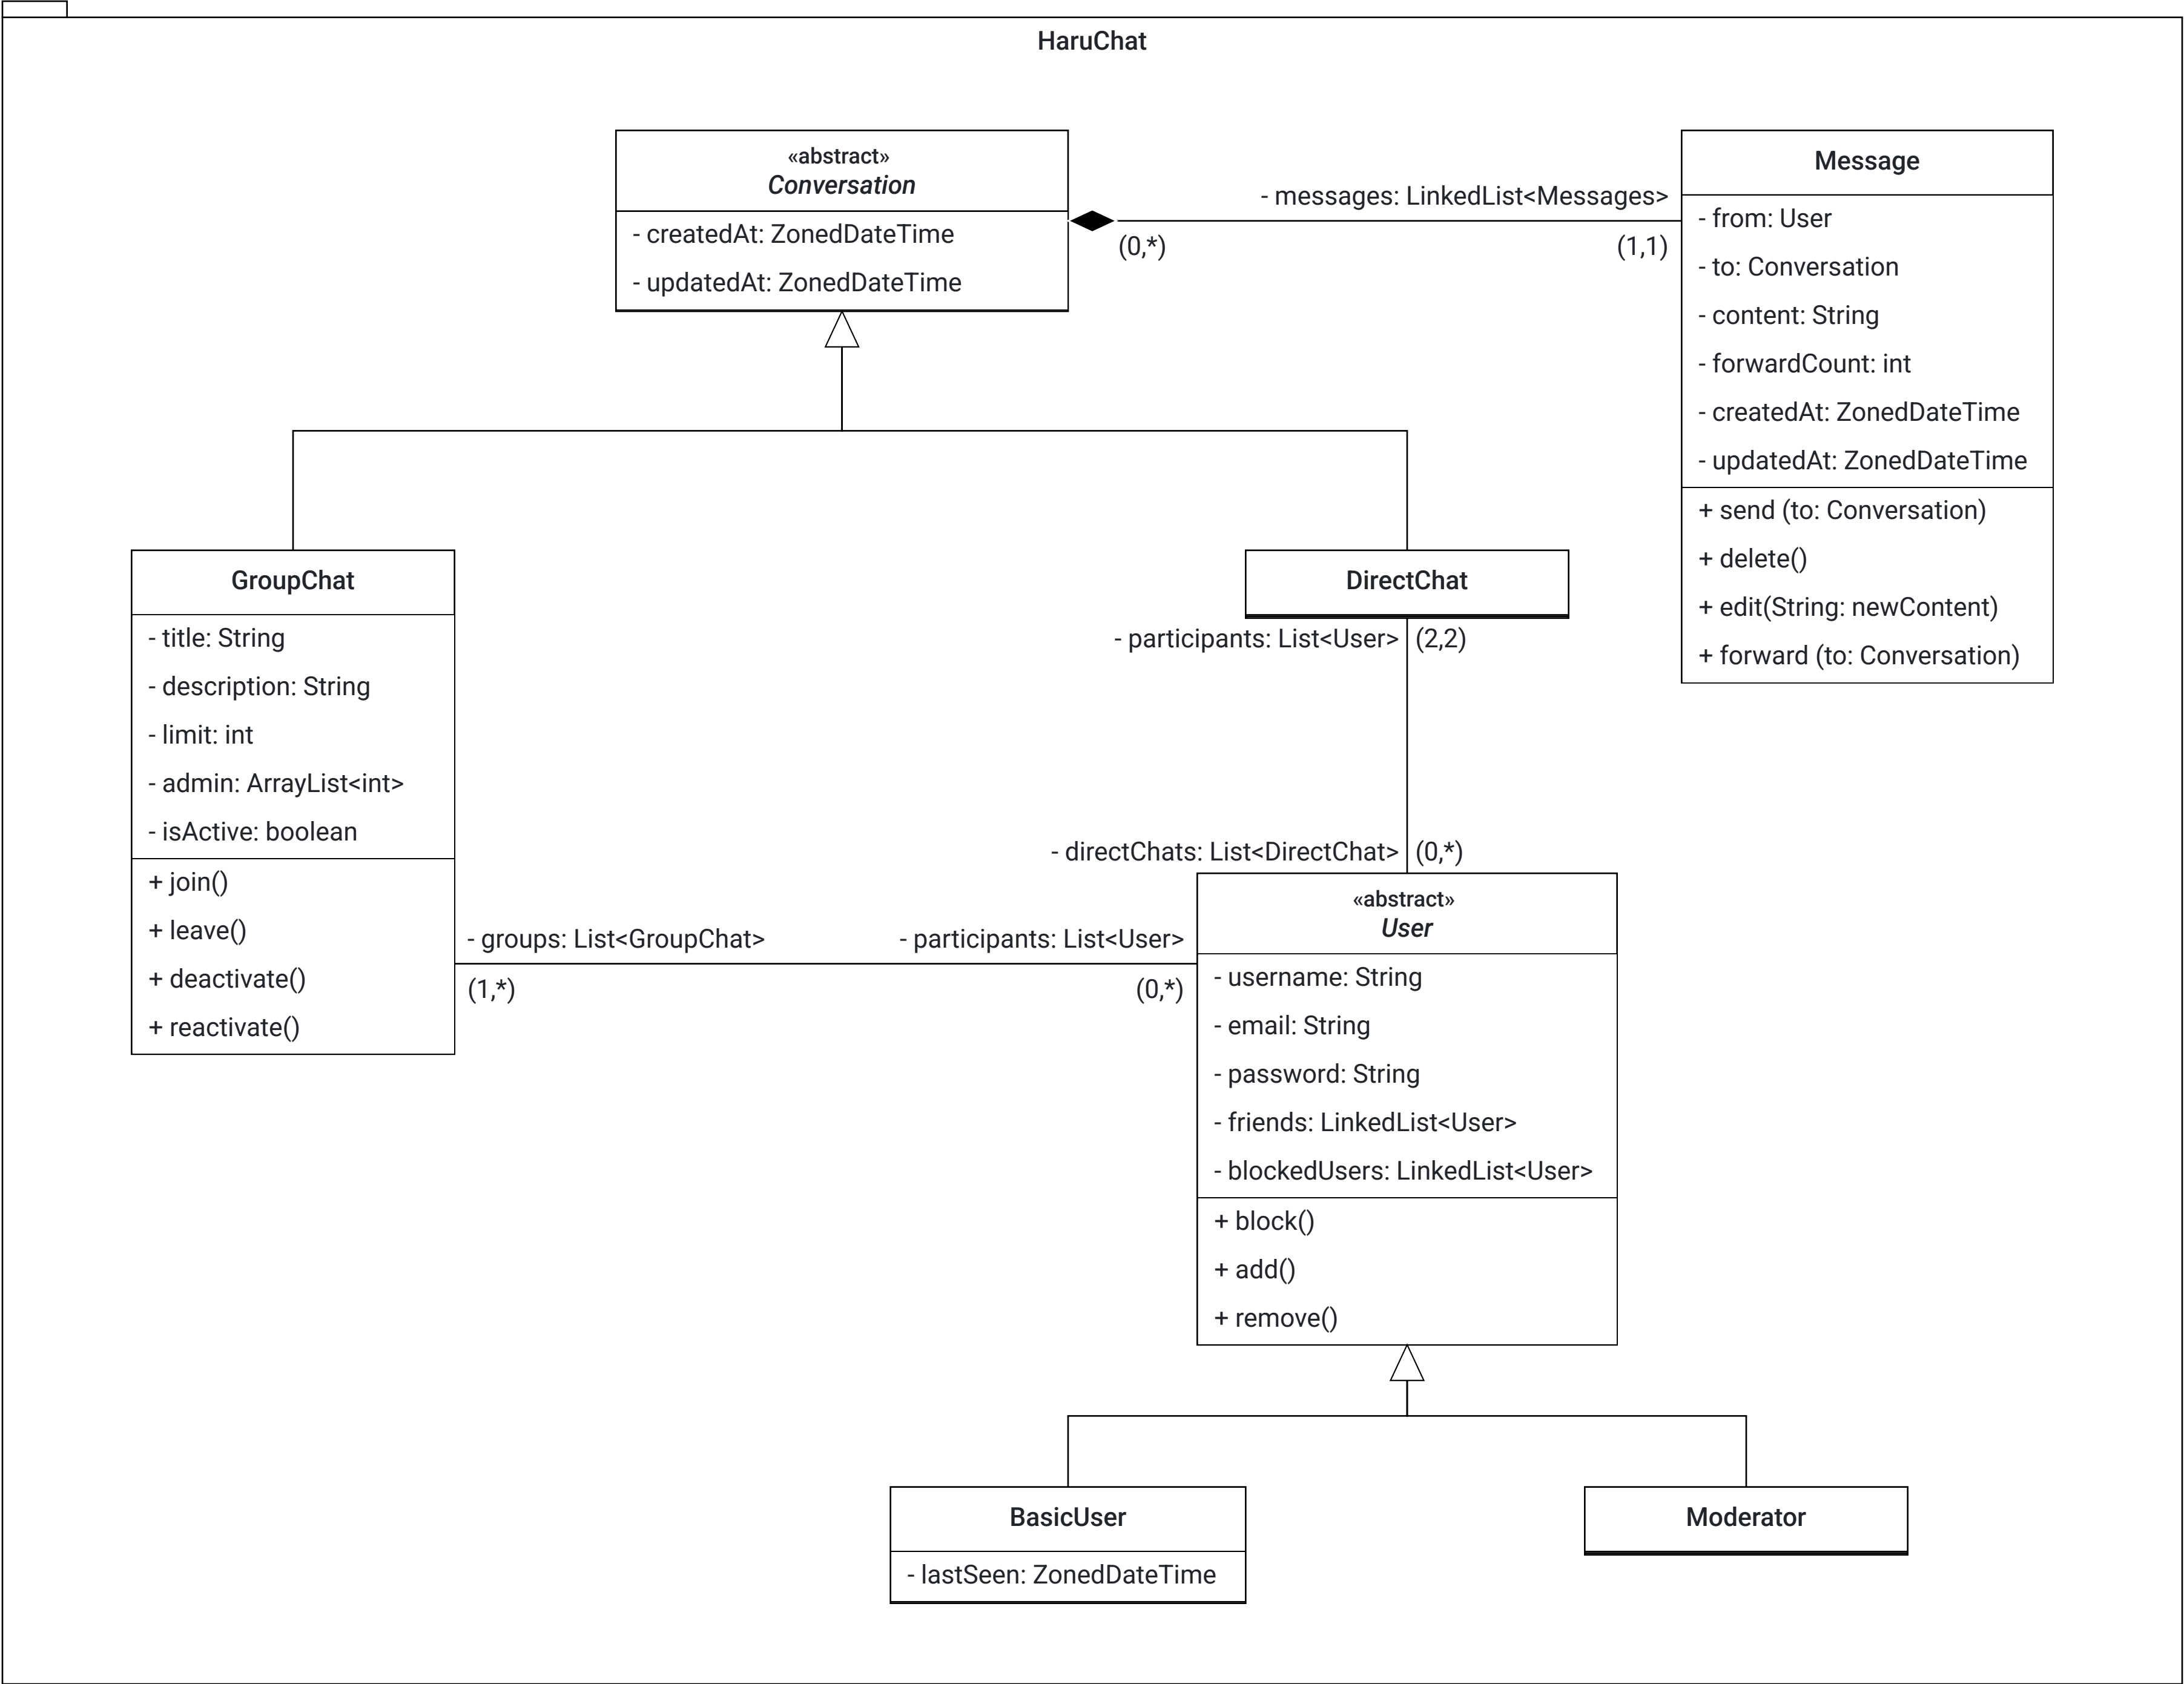 HaruChat
«abstract»
Conversation
- createdAt: ZonedDateTime
- updatedAt: ZonedDateTime
- messages: LinkedList<Messages>
(0,*)
(1,1)
Message
- from: User
- to: Conversation
- content: String
- forwardCount: int
- createdAt: ZonedDateTime
- updatedAt: ZonedDateTime
+ send (to: Conversation)
+ delete()
+ edit(String: newContent)
+ forward (to: Conversation)
GroupChat
- title: String
- description: String
- limit: int
- admin: ArrayList<int>
- isActive: boolean
+ join()
+ leave()
+ deactivate()
+ reactivate()
DirectChat
- participants: List<User>
(2,2)
- directChats: List<DirectChat>
(0,*)
- groups: List<GroupChat>
(1,*)
- participants: List<User>
(0,*)
«abstract»
User
- username: String
- email: String
- password: String
- friends: LinkedList<User>
- blockedUsers: LinkedList<User>
+ block()
+ add()
+ remove()
BasicUser
- lastSeen: ZonedDateTime
Moderator